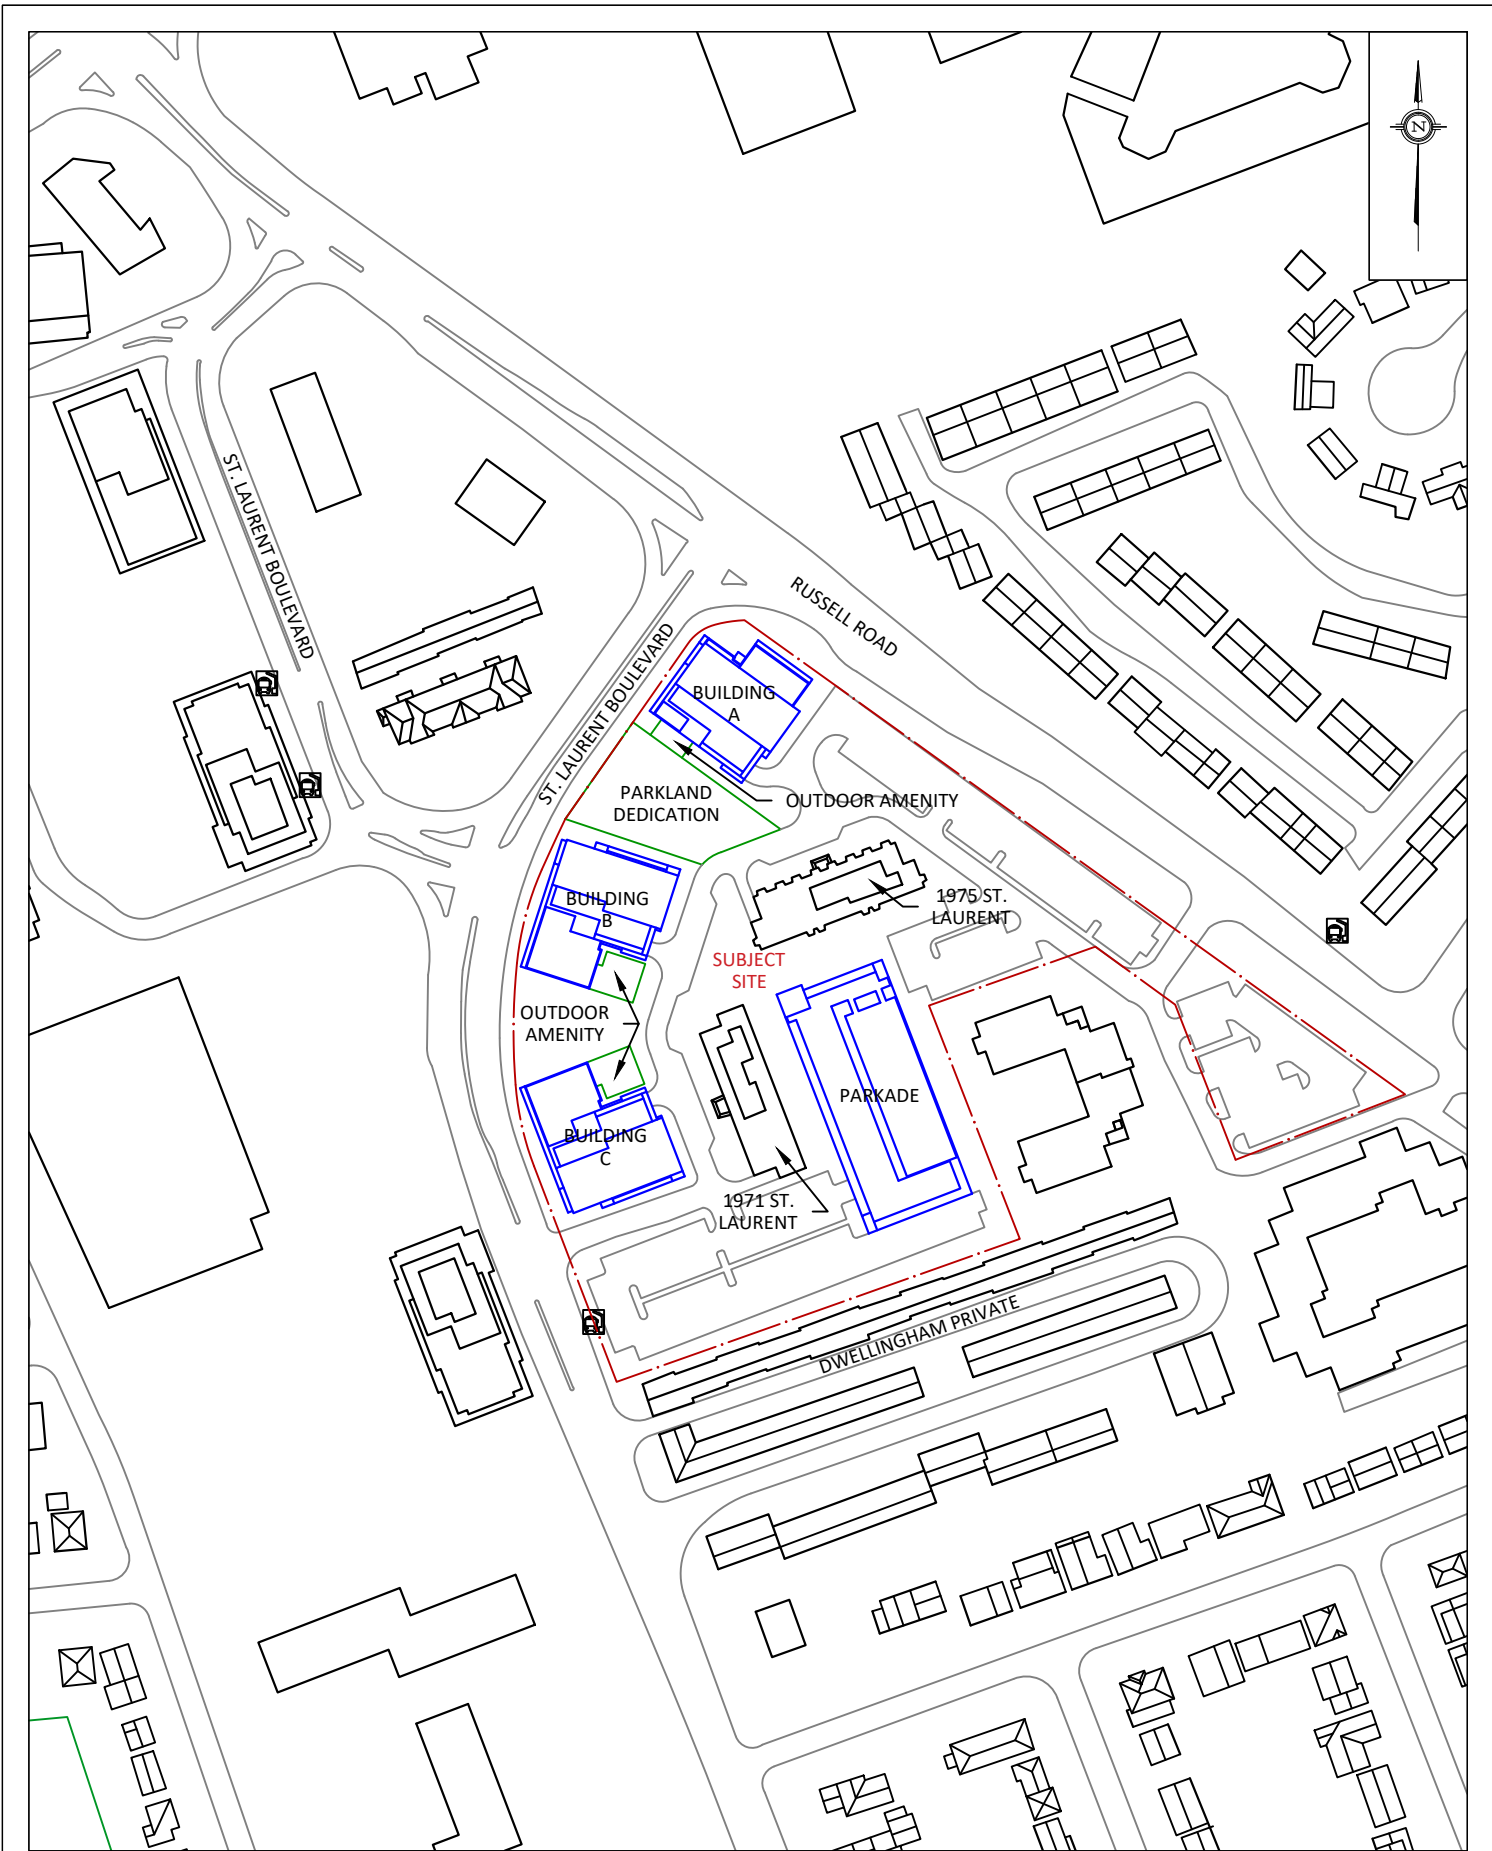 N
ST. LAURENT BOULEVARD
RUSSELL ROAD
ST. LAURENT BOULEVARD
BUILDING
A
PARKLAND
DEDICATION
OUTDOOR AMENITY
BUILDING
B
1975 ST.
LAURENT
SUBJECT
SITE
OUTDOOR
AMENITY
PARKADE
BUILDING
C
1971 ST.
LAURENT
DWELLINGHAM PRIVATE